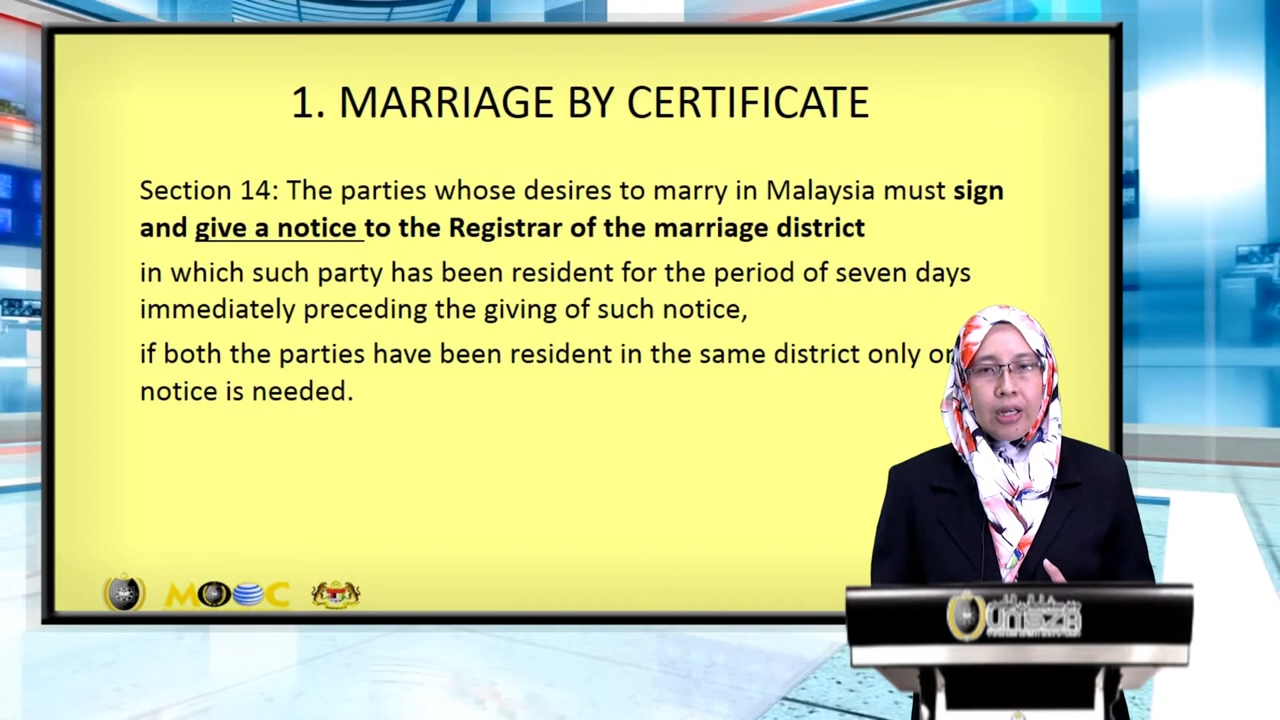 1. MARRIAGE BY CERTIFICATE
Section 14: The parties whose desires to marry in Malaysia must sign
and give a notice to the Registrar of the marriage district
in which such party has been resident for the period of seven days
immediately preceding the giving of such notice,
if both the parties have been resident in the same district only
notice is needed.
MOOC
UniSZA